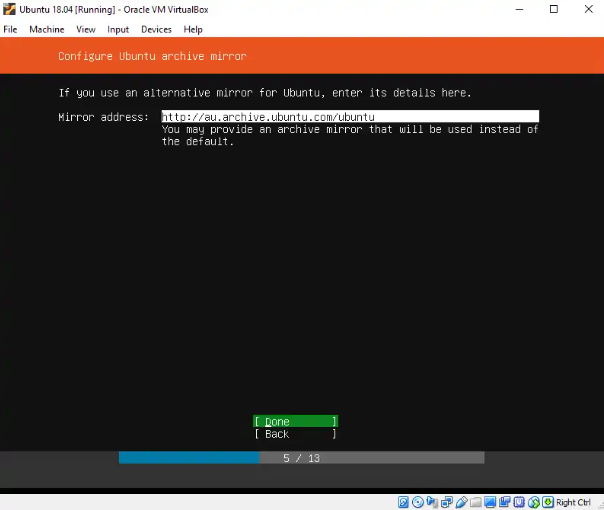 Ubuntu 18.04 [Running] - Oracle VM VirtualBox
File Machine View Input Devices Help
Configure Ubuntu archive mirror
If you use an alternative mirror for Ubuntu, enter its details here.
Mirror address: http://au.archive.ubuntu.com/ubuntu
You may provide an archive mirror that will be used instead of
the default.
[ Done ]
[ Back ]
5 / 13
Right Ctrl